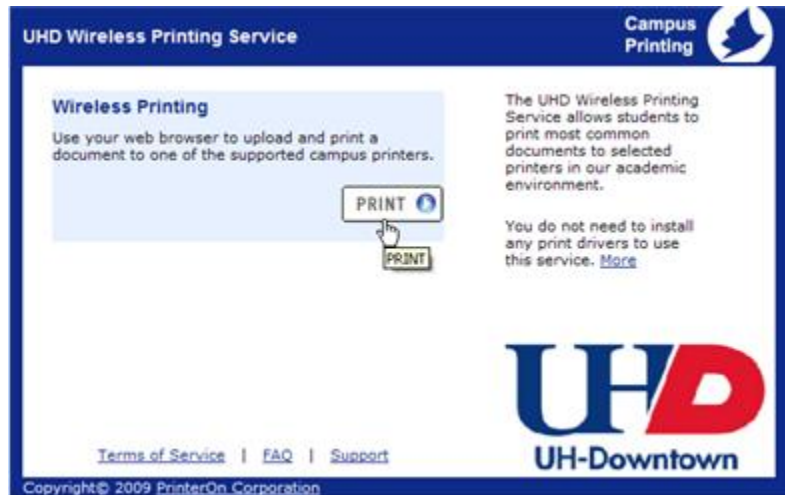 UHD Wireless Printing Service
Campus
Printing
Wireless Printing
Use your web browser to upload and print a
document to one of the supported campus printers.
PRINT
PRINT
The UHD Wireless Printing
Service allows students to
print most common
documents to selected
printers in our academic
environment.
You do not need to install
any print drivers to use
this service. More
UHD
UH-Downtown
Terms of Service | FAQ | Support
Copyright© 2009 PrinterOn Corporation